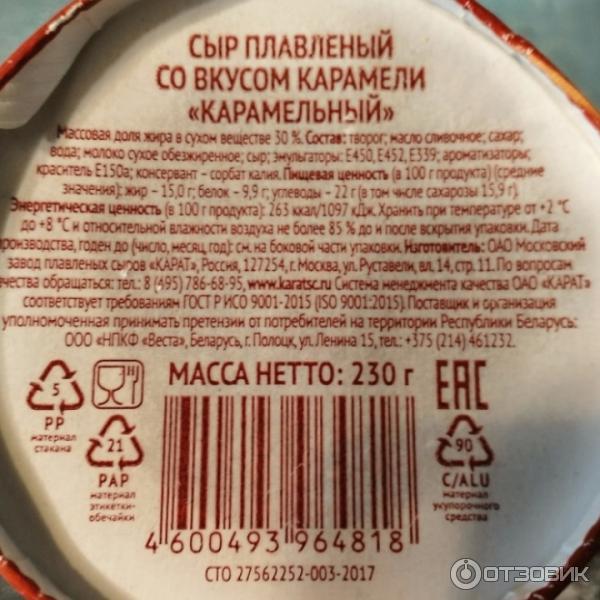 СЫР ПЛАВЛЕНЫЙ
СО ВКУСОМ КАРАМЕЛИ
«КАРАМЕЛЬНЫЙ»
Массовая доля жира в сухом веществе 30 %. Состав: творог; масло сливочное; сахар;
вода; молоко сухое обезжиренное; сыр; эмульгаторы: Е450, Е452, Е339; ароматизаторы;
краситель Е150а; консервант – сорбат калия. Пищевая ценность (в 100 г продукта) (средние
значения): жир – 15,0 г; белок – 9,9 г; углеводы – 22 г (в том числе сахарозы 15,9 г).
Энергетическая ценность (в 100 г продукта): 263 ккал/1097 кДж. Хранить при температуре от +2 °С
до +8 °С и относительной влажности воздуха не более 85 % до и после вскрытия упаковки. Дата
производства, годен до (число, месяц, год): см. на боковой части упаковки. Изготовитель: ОАО Московский
завод плавленых сыров «КАРАТ», Россия, 127254, г. Москва, ул. Руставели, вл. 14, стр. 11. По вопросам
качества обращаться: тел.: 8 (495) 786-68-95, www.karatsc.ru Система менеджмента качества ОАО «КАРАТ»
соответствует требованиям ГОСТ Р ИСО 9001-2015 (ISO 9001:2015). Поставщик и организация
уполномоченная принимать претензии от потребителей на территории Республики Беларусь:
ООО «НПКФ «Веста», Беларусь, г. Полоцк, ул. Ленина 15, тел.: +375 (214) 461232.
МАССА НЕТТО: 230 г
EAC
5
PP
материал
стакана
21
PAP
материал
этикетки-
обечайки
90
C/ALU
материал
укупорочного
средства
4 600493 964818
СТО 27562252-003-2017
ОТЗОВИК